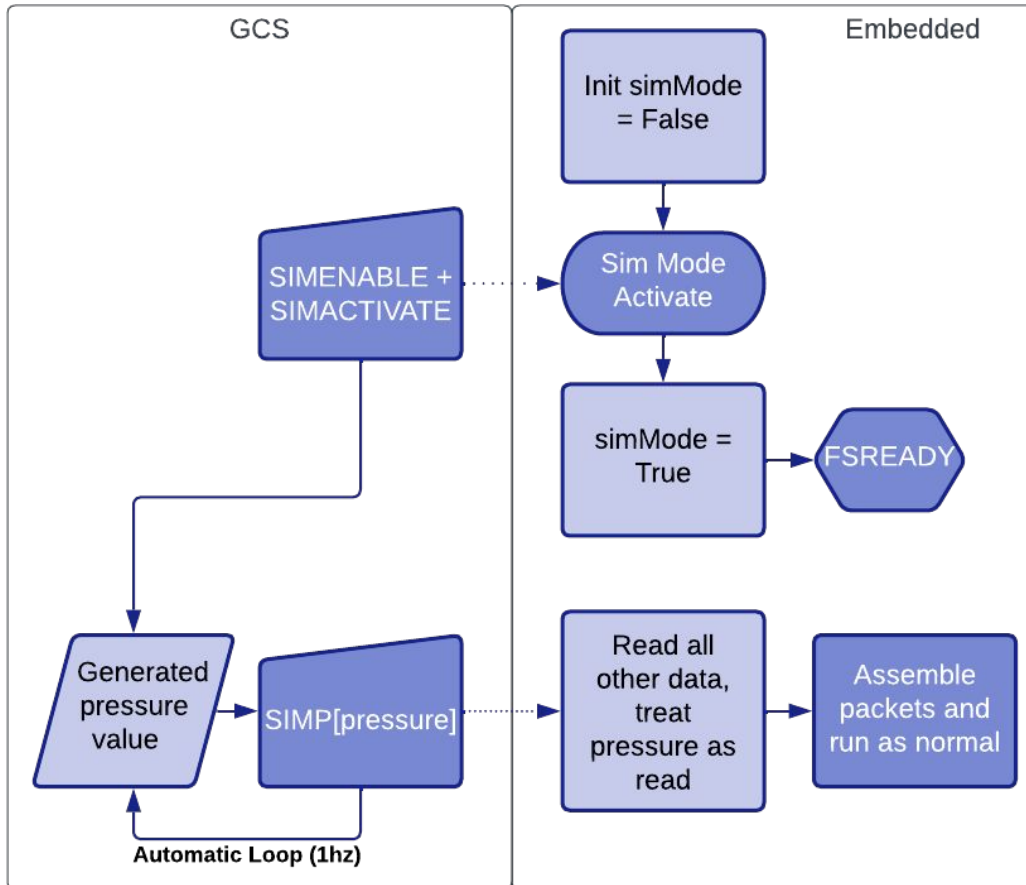 GCS
Embedded
Init simMode
= False
SIMENABLE +
SIMACTIVATE
Sim Mode
Activate
simMode =
True
FSREADY
Generated
pressure
value
SIMP[pressure]
Read all
other data,
treat
pressure as
read
Assemble
packets and
run as normal
Automatic Loop (1hz)